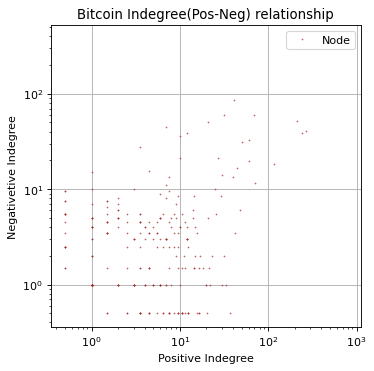 Bitcoin Indegree(Pos-Neg) relationship
Node
Negativetive Indegree
10²
10¹
10⁰
10⁰ 10¹ 10² 10³
Positive Indegree